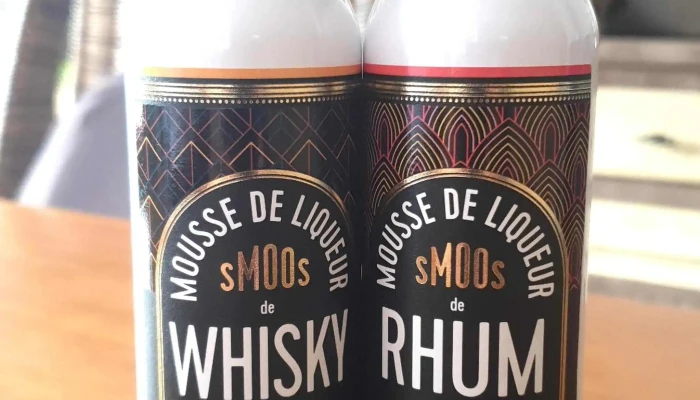 MOUSSE DE LIQUEUR
sMOOs
de
WHISKY
MOUSSE DE LIQUEUR
sMOOs
de
RHUM